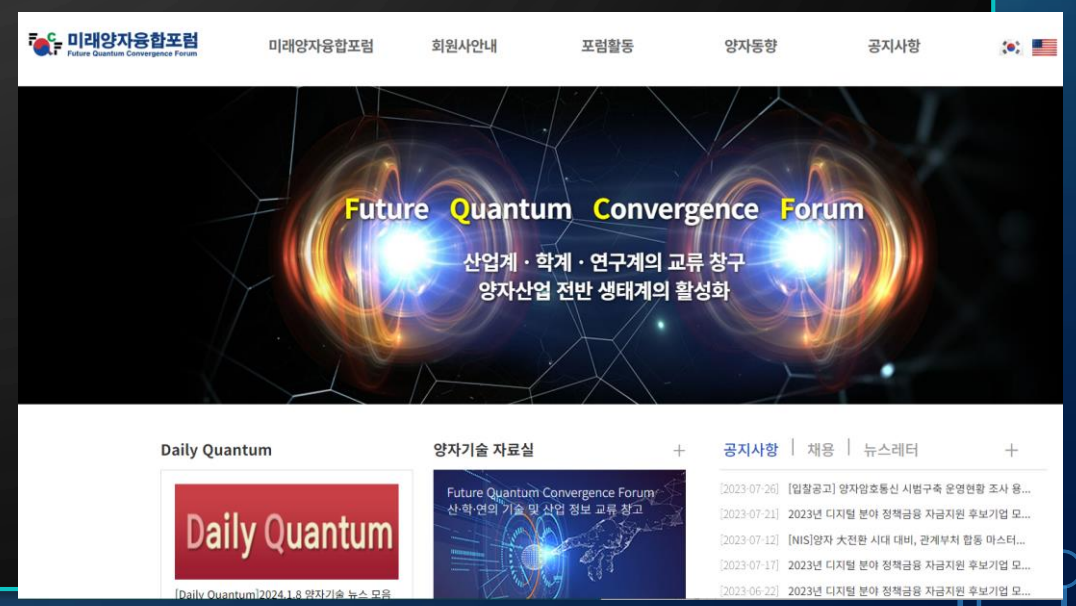 미래양자융합포럼
Future Quantum Convergence Forum
미래양자융합포럼 회원사안내 포럼활동 양자동향 공지사항
Future Quantum Convergence Forum
산업계 · 학계 · 연구계의 교류 창구
양자산업 전반 생태계의 활성화
Daily Quantum
Daily Quantum
[Daily Quantum]2024.1.8 양자기술 뉴스 모음
양자기술 자료실 +
Future Quantum Convergence Forum
산·학·연의 기술 및 산업 정보 교류 창고
공지사항 | 채용 | 뉴스레터 +
[2023-07-26] [입찰공고] 양자암호통신 시범구축 운영현황 조사 용...
[2023-07-21] 2023년 디지털 분야 정책금융 자금지원 후보기업 모...
[2023-07-12] [NIS]양자 大전환 시대 대비, 관계부처 합동 마스터...
[2023-07-17] 2023년 디지털 분야 정책금융 자금지원 후보기업 모...
[2023-06-22] 2023년 디지털 분야 정책금융 자금지원 후보기업 모...